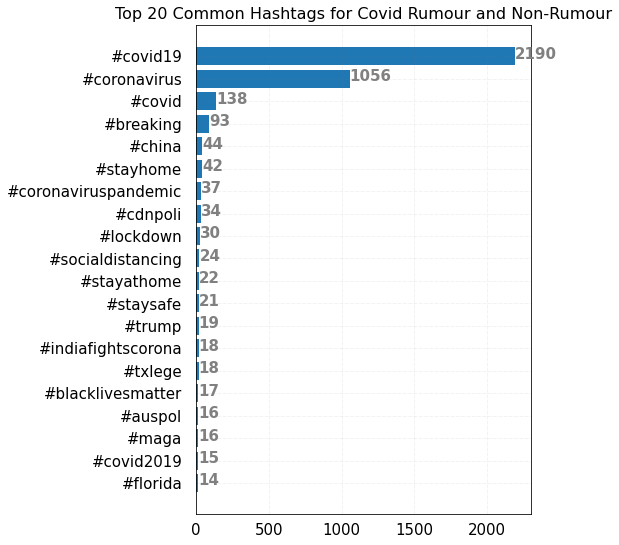 Top 20 Common Hashtags for Covid Rumour and Non-Rumour
#covid19 2190
#coronavirus 1056
#covid 138
#breaking 93
#china 44
#stayhome 42
#coronaviruspandemic 37
#cdnpoli 34
#lockdown 30
#socialdistancing 24
#stayathome 22
#staysafe 21
#trump 19
#indiafightscorona 18
#txlege 18
#blacklivesmatter 17
#auspol 16
#maga 16
#covid2019 15
#florida 14
0 500 1000 1500 2000